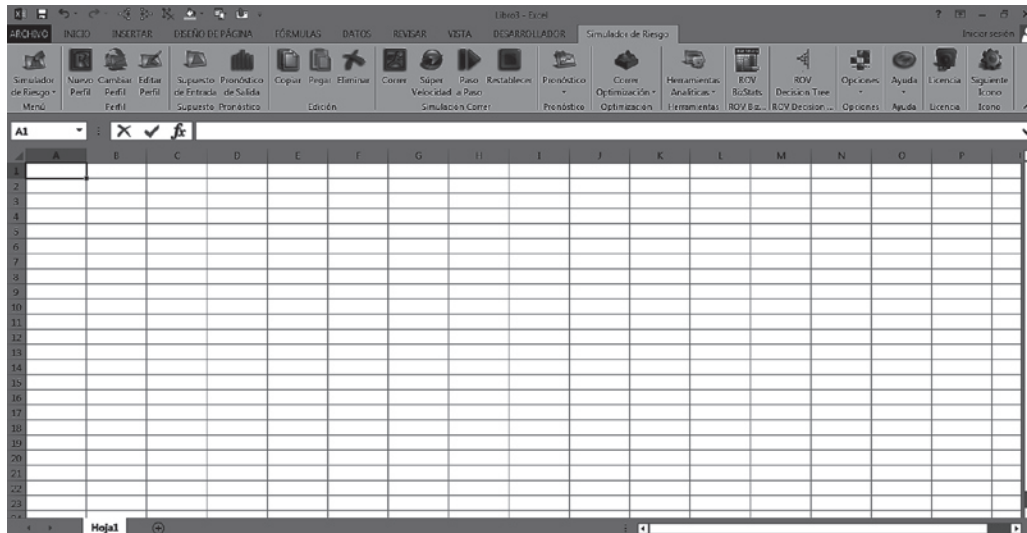 Libro1 - Excel
ARCHIVO INICIO INSERTAR DISEÑO DE PÁGINA FÓRMULAS DATOS REVISAR VISTA DESARROLLADOR Simulador de Riesgo Iniciar sesión
Simulador Nuevo Cambiar Editar Supuesto Pronóstico Copiar Pegar Eliminar Correr Súper Paso Restablecer Pronóstico Correr Herramientas ROV ROV Opciones Ayuda Licencia Siguiente
de Riesgo Perfil Perfil Perfil de Entrada de Salida Velocidad a Paso Optimización Analíticas BizStats Decision Tree Icono
Menú Perfil Supuesto Pronóstico Edición Simulación Correr Pronóstico Optimización Herramientas ROV Biz... ROV Decision ... Opciones Ayuda Licencia Icono
A1 fx
A B C D E F G H I J K L M N O P
1
2
3
4
5
6
7
8
9
10
11
12
13
14
15
16
17
18
19
20
21
22
23
Hoja1